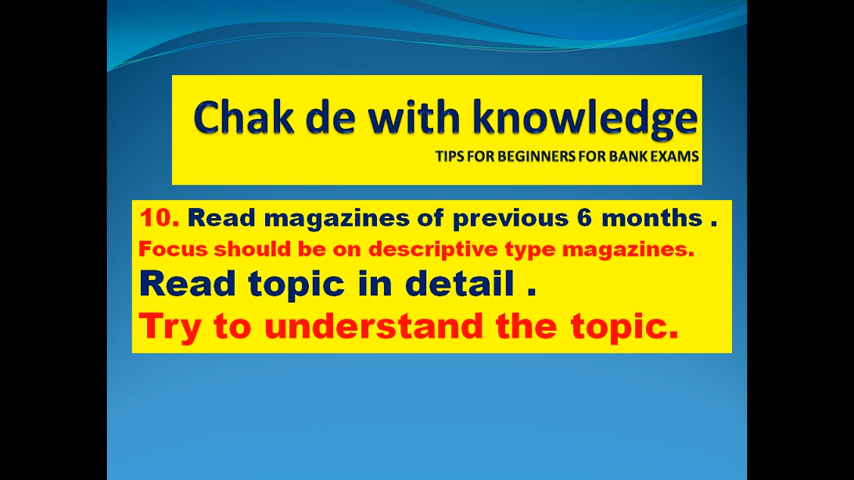 Chak de with knowledge
TIPS FOR BEGINNERS FOR BANK EXAMS
10. Read magazines of previous 6 months .
Focus should be on descriptive type magazines.
Read topic in detail .
Try to understand the topic.